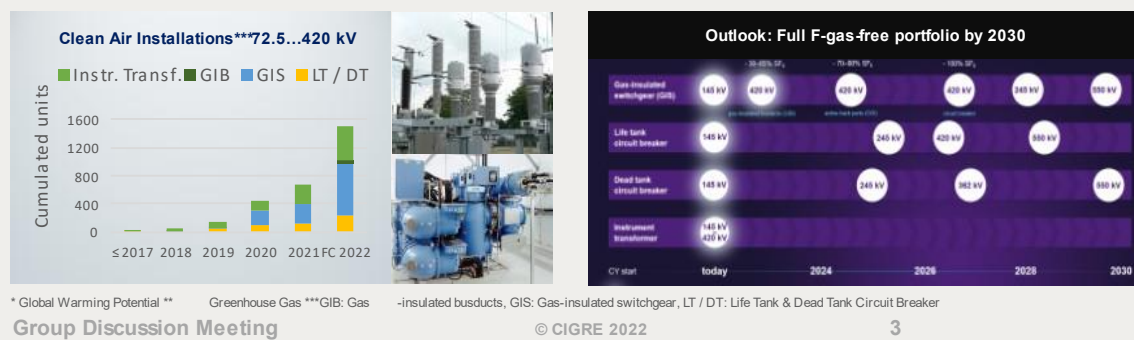 Clean Air Installations***72.5...420 kV
Instr. Transf. GIB GIS LT / DT
Cumulated units
1600
1200
800
400
0
≤2017 2018 2019 2020 2021 FC 2022
Outlook: Full F-gas-free portfolio by 2030
Gas-insulated
switchgear (GIS)
145 kV 420 kV 420 kV 420 kV 245 kV 550 kV
Life tank
circuit breaker
145 kV 245 kV 420 kV 550 kV
Dead tank
circuit breaker
145 kV 245 kV 362 kV 550 kV
Instrument
transformer
145 kV
420 kV
CY start today 2024 2026 2028 2030
* Global Warming Potential ** Greenhouse Gas ***GIB: Gas -insulated busducts, GIS: Gas-insulated switchgear, LT / DT: Life Tank & Dead Tank Circuit Breaker
Group Discussion Meeting © CIGRE 2022 3